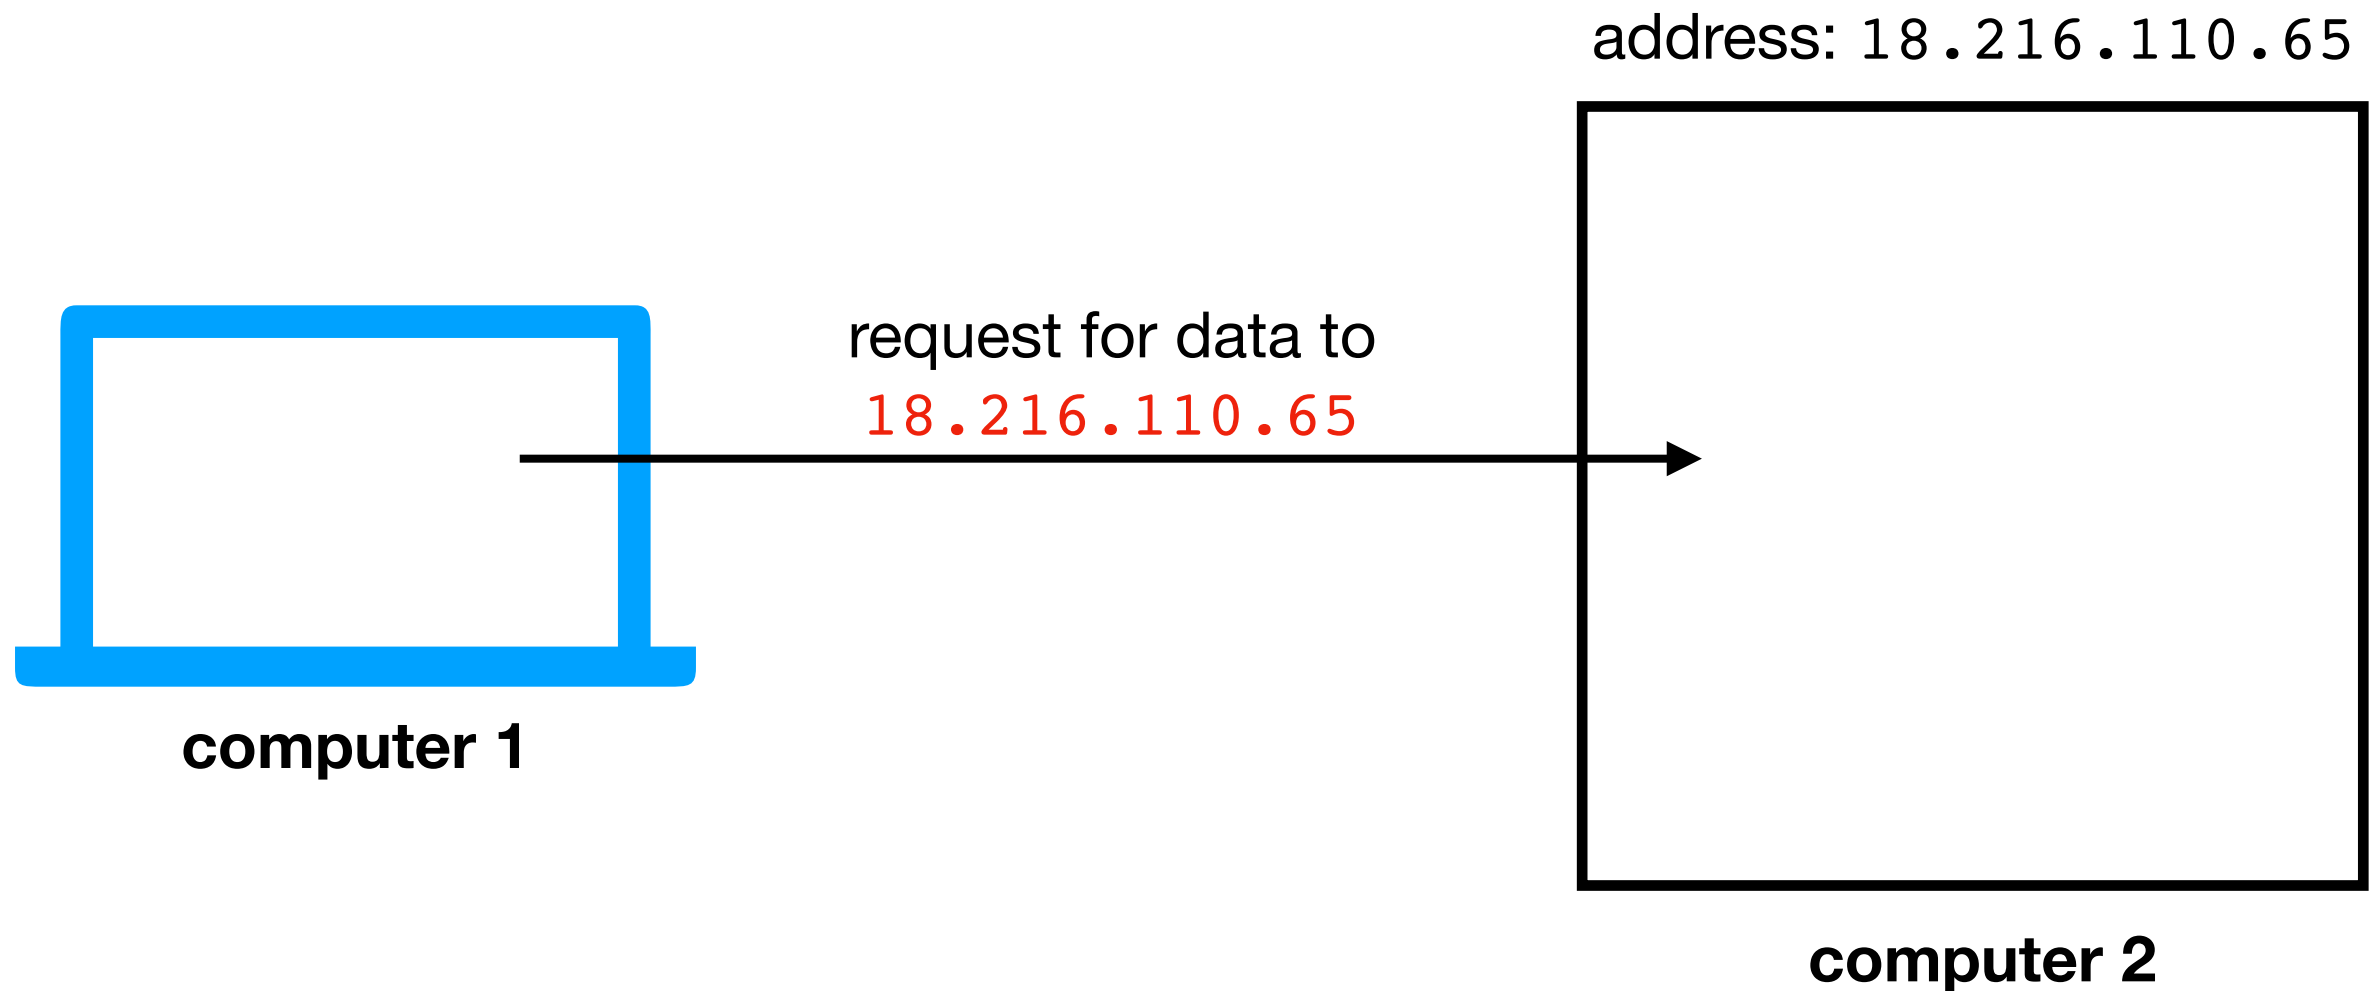 address: 18.216.110.65
request for data to
18.216.110.65
computer 1
computer 2